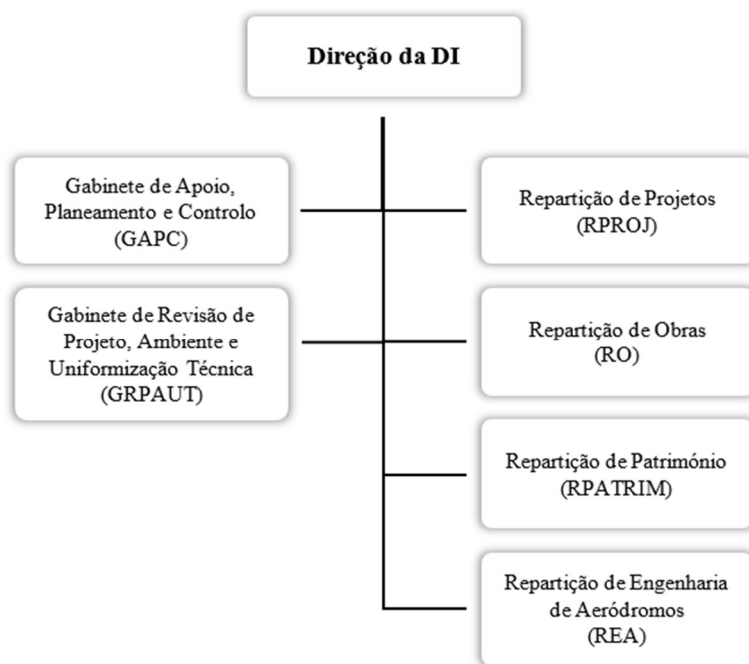 Direção da DI
Gabinete de Apoio,
Planeamento e Controlo
(GAPC)
Gabinete de Revisão de
Projeto, Ambiente e
Uniformização Técnica
(GRPAUT)
Repartição de Projetos
(RPROJ)
Repartição de Obras
(RO)
Repartição de Património
(RPATRIM)
Repartição de Engenharia
de Aeródromos
(REA)